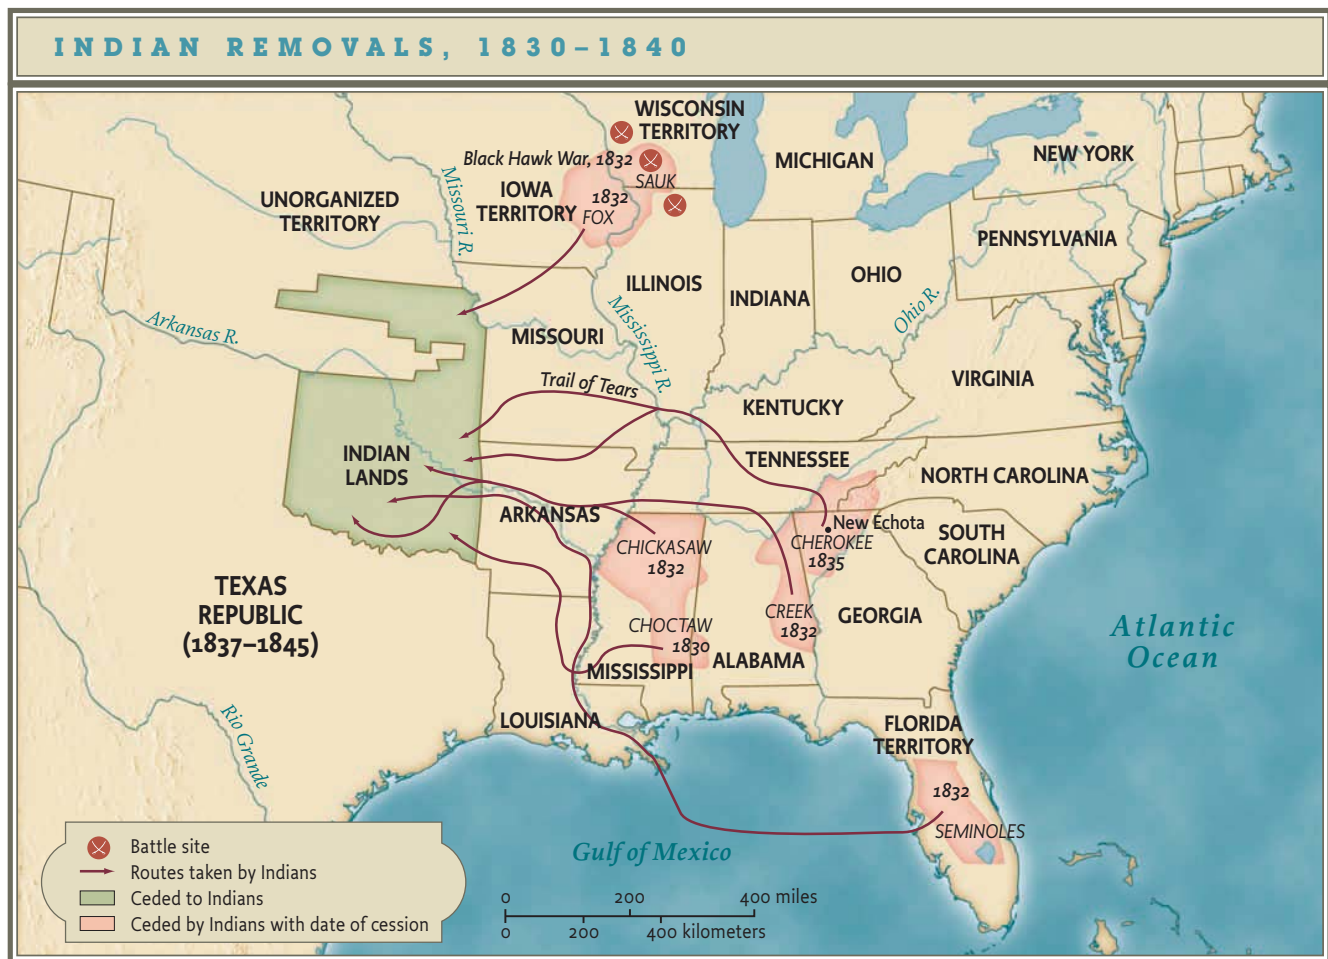 INDIAN REMOVALS, 1830–1840
WISCONSIN
TERRITORY
Black Hawk War, 1832
SAUK
MICHIGAN
NEW YORK
UNORGANIZED
TERRITORY
Missouri R.
IOWA
TERRITORY
1832
FOX
PENNSYLVANIA
ILLINOIS
INDIANA
OHIO
Ohio R.
Arkansas R.
MISSOURI
Mississippi R.
Trail of Tears
VIRGINIA
KENTUCKY
INDIAN
LANDS
TENNESSEE
NORTH CAROLINA
ARKANSAS
New Echota
CHEROKEE
1835
SOUTH
CAROLINA
CHICKASAW
1832
TEXAS
REPUBLIC
(1837–1845)
CREEK
1832
GEORGIA
CHOCTAW
1830
MISSISSIPPI
ALABAMA
Atlantic
Ocean
Rio Grande
LOUISIANA
FLORIDA
TERRITORY
1832
SEMINOLES
Gulf of Mexico
Battle site
Routes taken by Indians
Ceded to Indians
Ceded by Indians with date of cession
0 200 400 miles
0 200 400 kilometers